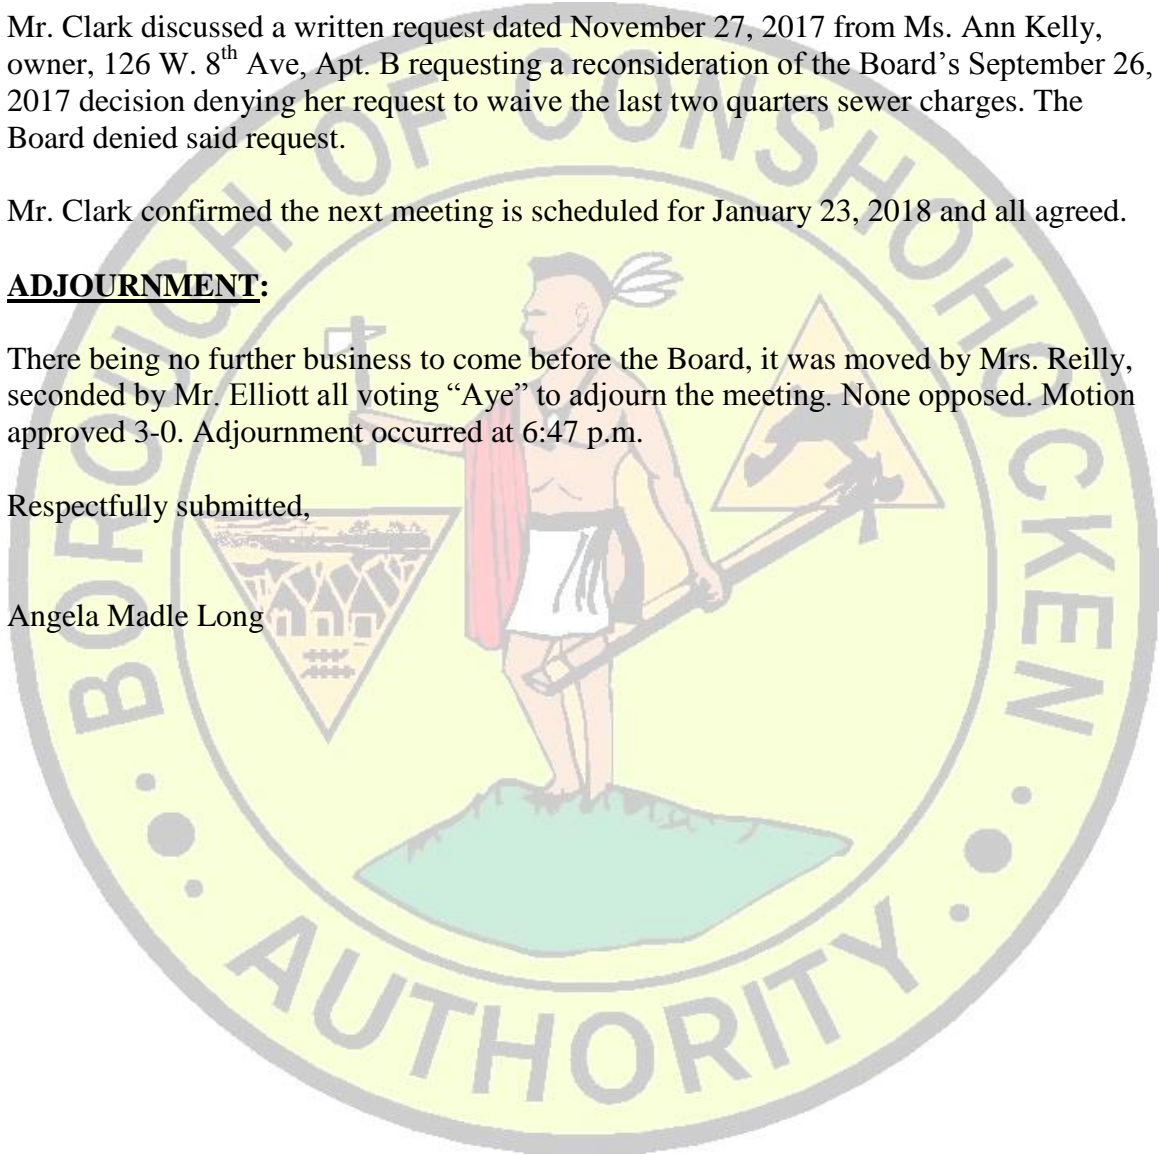 Mr. Clark discussed a written request dated November 27, 2017 from Ms. Ann Kelly,
owner, 126 W. 8th Ave, Apt. B requesting a reconsideration of the Board’s September 26,
2017 decision denying her request to waive the last two quarters sewer charges. The
Board denied said request.
Mr. Clark confirmed the next meeting is scheduled for January 23, 2018 and all agreed.
ADJOURNMENT:
There being no further business to come before the Board, it was moved by Mrs. Reilly,
seconded by Mr. Elliott all voting “Aye” to adjourn the meeting. None opposed. Motion
approved 3-0. Adjournment occurred at 6:47 p.m.
Respectfully submitted,
Angela Madle Long
BOROUGH OF CONSHOHOCKEN
AUTHORITY